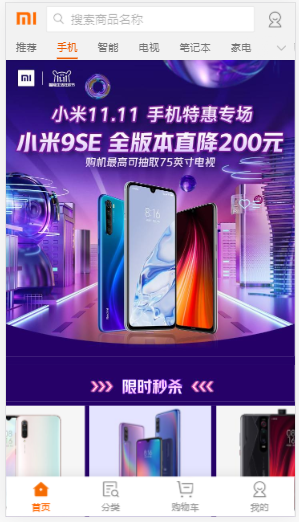 搜索商品名称
推荐 手机 智能 电视 笔记本 家电
小米11.11 手机特惠专场
小米9SE 全版本直降200元
购机最高可抽取75英寸电视
限时秒杀
首页 分类 购物车 我的